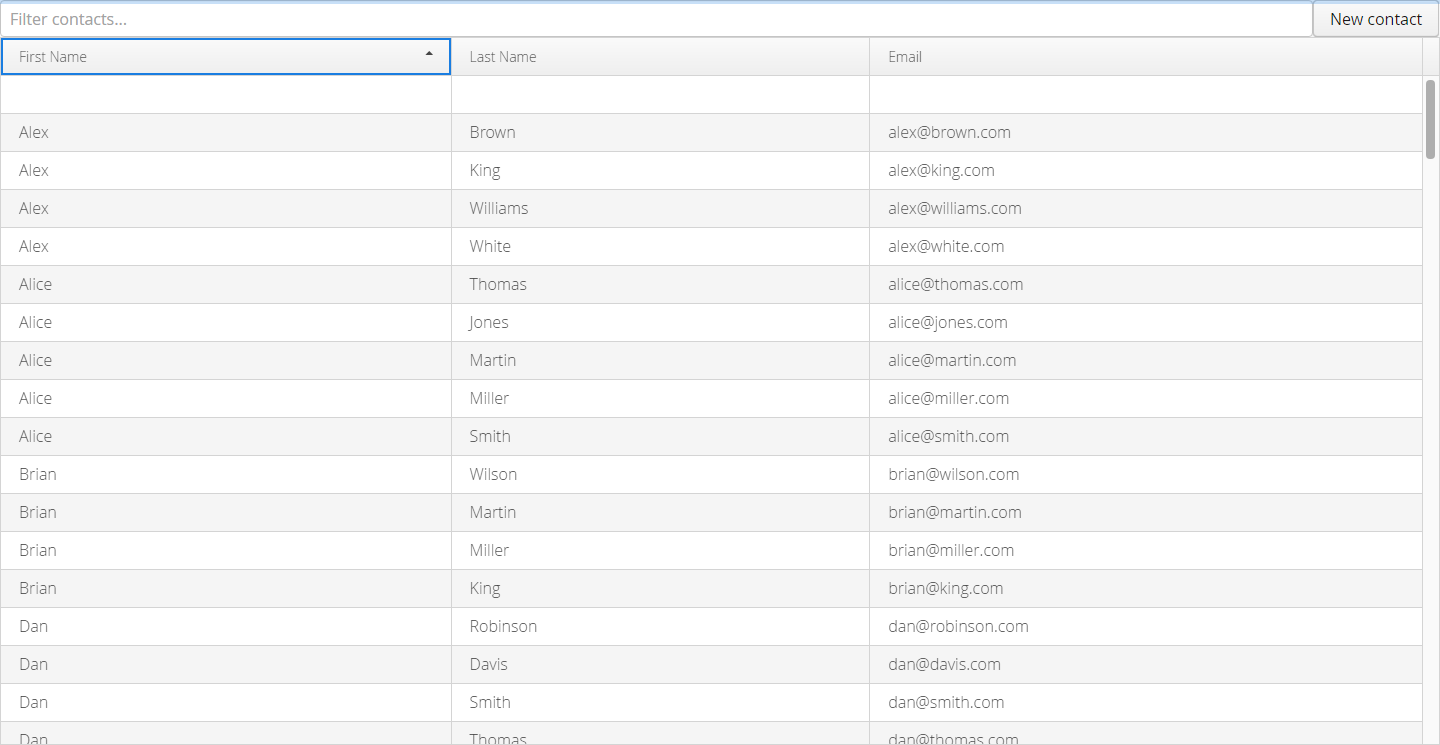 Filter contacts... New contact
First Name Last Name Email
Alex Brown alex@brown.com
Alex King alex@king.com
Alex Williams alex@williams.com
Alex White alex@white.com
Alice Thomas alice@thomas.com
Alice Jones alice@jones.com
Alice Martin alice@martin.com
Alice Miller alice@miller.com
Alice Smith alice@smith.com
Brian Wilson brian@wilson.com
Brian Martin brian@martin.com
Brian Miller brian@miller.com
Brian King brian@king.com
Dan Robinson dan@robinson.com
Dan Davis dan@davis.com
Dan Smith dan@smith.com
Dan Thomas dan@thomas.com